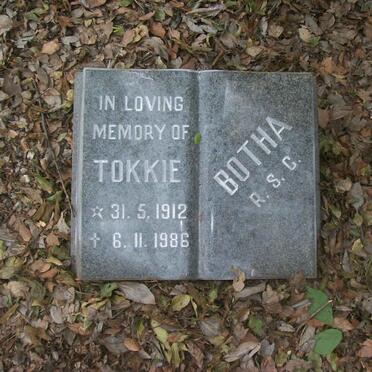 IN LOVING
MEMORY OF
TOKKIE
☆ 31. 5. 1912
✝ 6. 11. 1986
BOTHA
R. S. C.